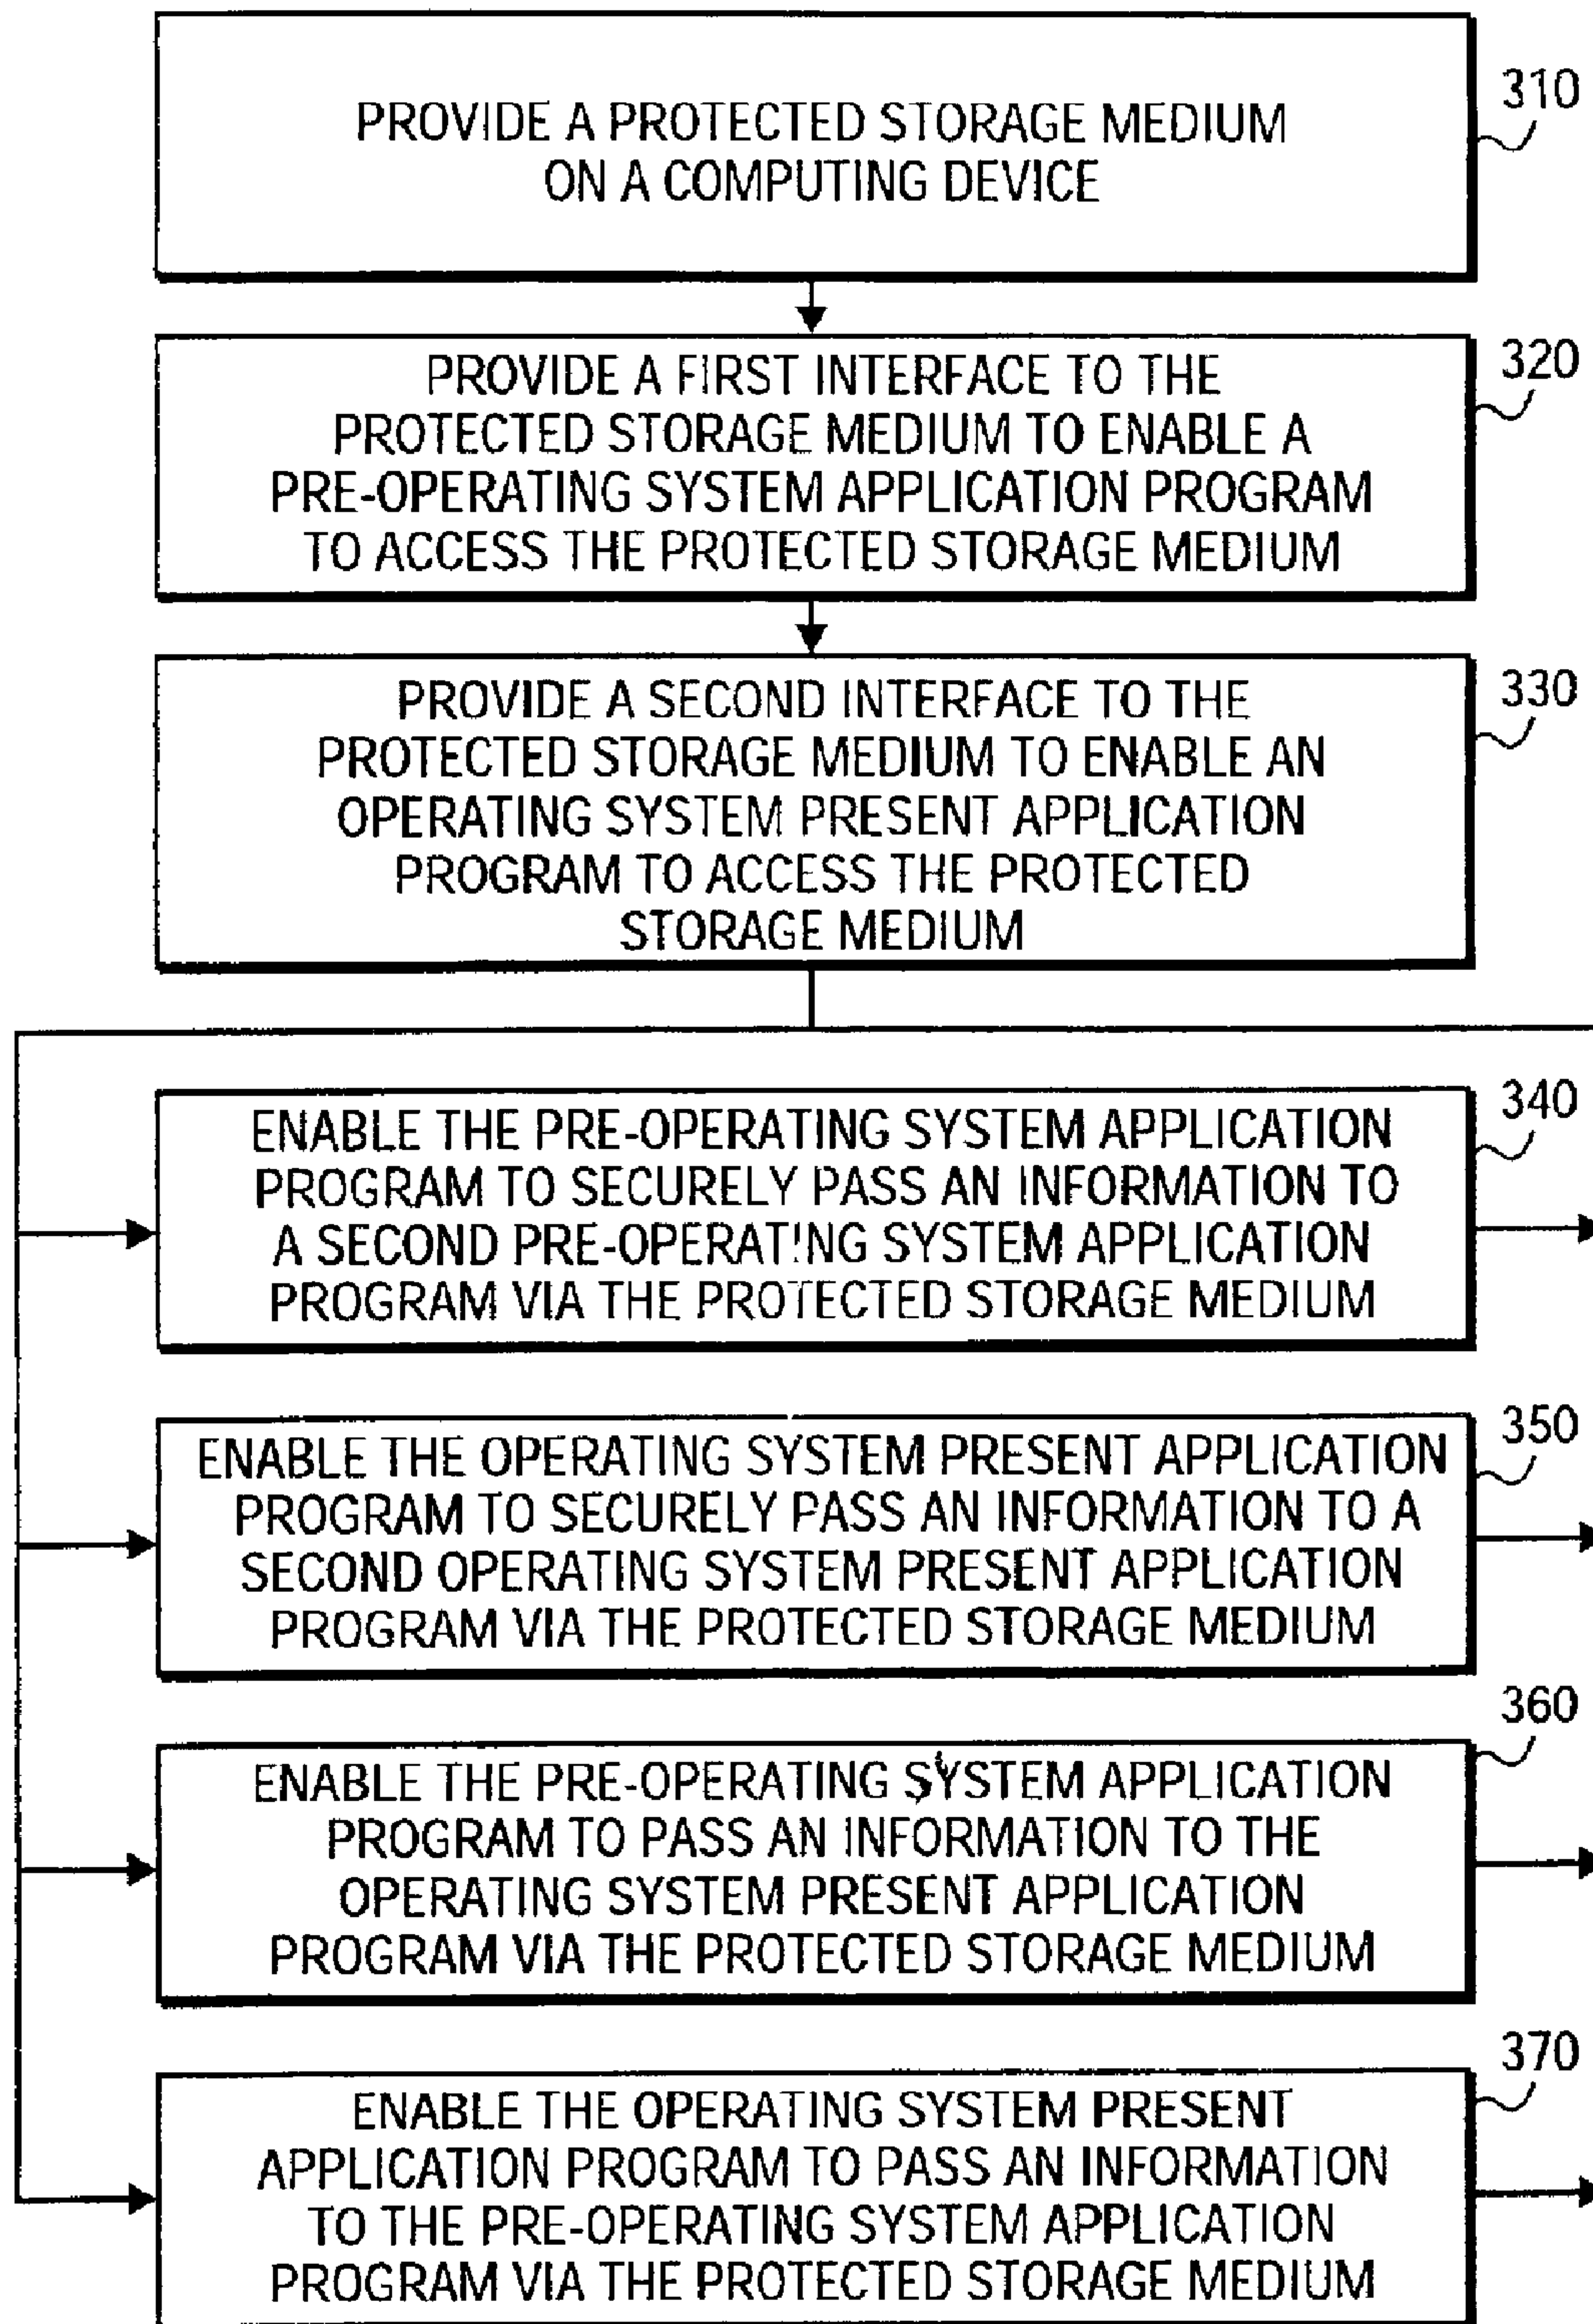 310
PROVIDE A PROTECTED STORAGE MEDIUM
ON A COMPUTING DEVICE
320
PROVIDE A FIRST INTERFACE TO THE
PROTECTED STORAGE MEDIUM TO ENABLE A
PRE-OPERATING SYSTEM APPLICATION PROGRAM
TO ACCESS THE PROTECTED STORAGE MEDIUM
330
PROVIDE A SECOND INTERFACE TO THE
PROTECTED STORAGE MEDIUM TO ENABLE AN
OPERATING SYSTEM PRESENT APPLICATION
PROGRAM TO ACCESS THE PROTECTED
STORAGE MEDIUM
340
ENABLE THE PRE-OPERATING SYSTEM APPLICATION
PROGRAM TO SECURELY PASS AN INFORMATION TO
A SECOND PRE-OPERATING SYSTEM APPLICATION
PROGRAM VIA THE PROTECTED STORAGE MEDIUM
350
ENABLE THE OPERATING SYSTEM PRESENT APPLICATION
PROGRAM TO SECURELY PASS AN INFORMATION TO A
SECOND OPERATING SYSTEM PRESENT APPLICATION
PROGRAM VIA THE PROTECTED STORAGE MEDIUM
360
ENABLE THE PRE-OPERATING SYSTEM APPLICATION
PROGRAM TO PASS AN INFORMATION TO THE
OPERATING SYSTEM PRESENT APPLICATION
PROGRAM VIA THE PROTECTED STORAGE MEDIUM
370
ENABLE THE OPERATING SYSTEM PRESENT
APPLICATION PROGRAM TO PASS AN INFORMATION
TO THE PRE-OPERATING SYSTEM APPLICATION
PROGRAM VIA THE PROTECTED STORAGE MEDIUM